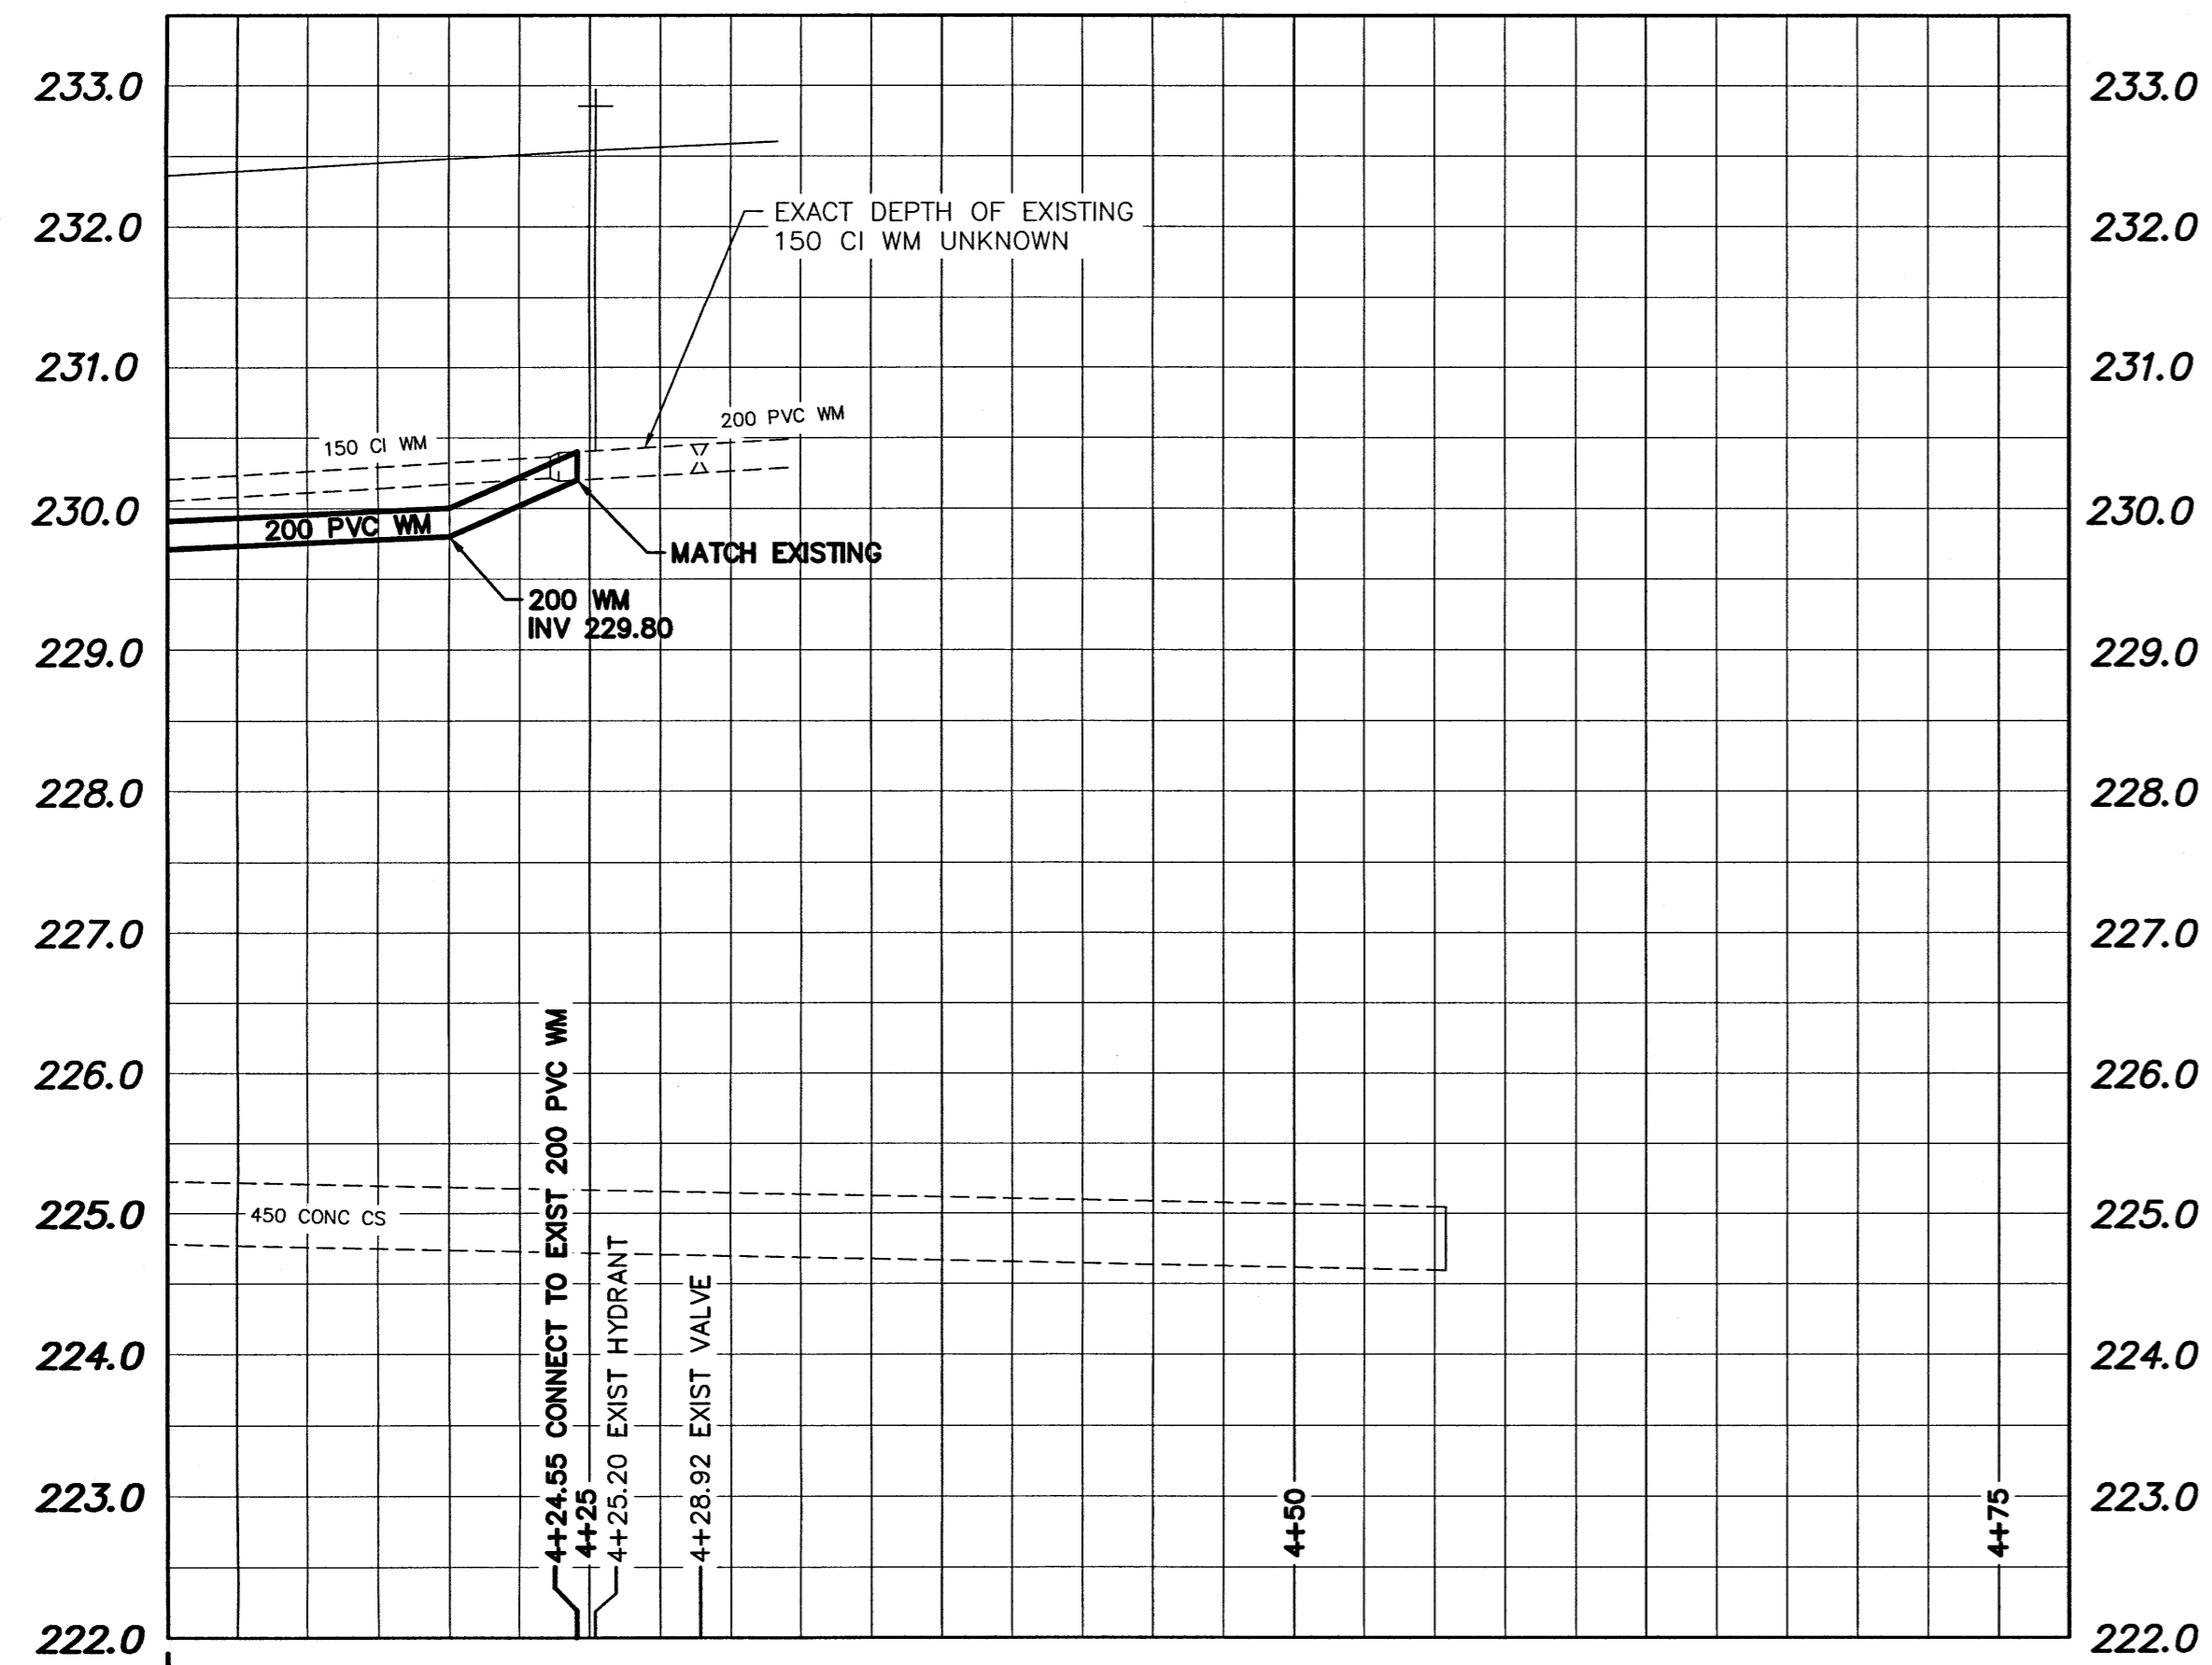 233.0 233.0
232.0 232.0
231.0 231.0
230.0 230.0
229.0 229.0
228.0 228.0
227.0 227.0
226.0 226.0
225.0 225.0
224.0 224.0
223.0 223.0
222.0 222.0
EXACT DEPTH OF EXISTING
150 CI WM UNKNOWN
200 PVC WM
150 CI WM
200 PVC WM
MATCH EXISTING
200 WM
INV 229.80
450 CONC CS
4+24.55 CONNECT TO EXIST 200 PVC WM
4+25
4+25.20 EXIST HYDRANT
4+28.92 EXIST VALVE
4+50
4+75